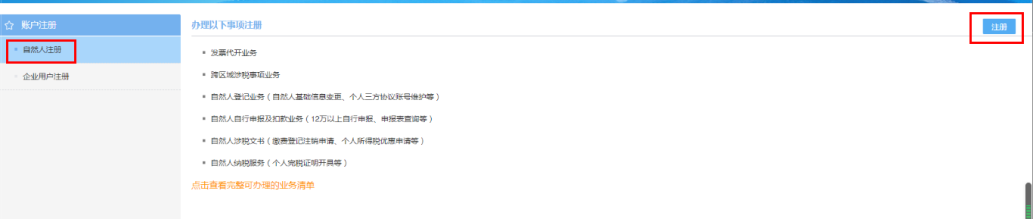 账户注册
自然人注册
企业用户注册
办理以下事项注册
注册
发票代开业务
跨区域涉税事项业务
自然人登记业务（自然人基础信息变更、个人三方协议账号维护等）
自然人自行申报及扣款业务（12万以上自行申报、申报表查询等）
自然人涉税文书（缴费登记注销申请、个人所得税优惠申请等）
自然人纳税服务（个人完税证明开具等）
点击查看完整可办理的业务清单